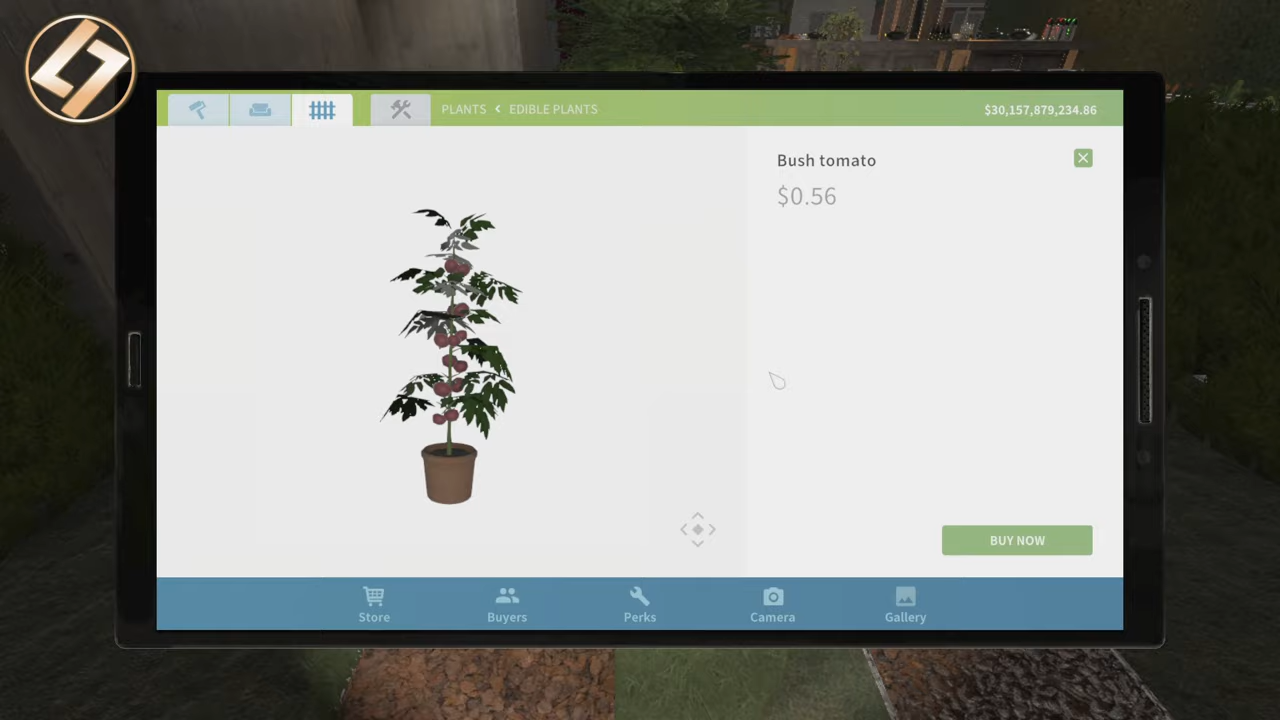 PLANTS < EDIBLE PLANTS
$30,157,879,234.86
Bush tomato
$0.56
BUY NOW
Store
Buyers
Perks
Camera
Gallery